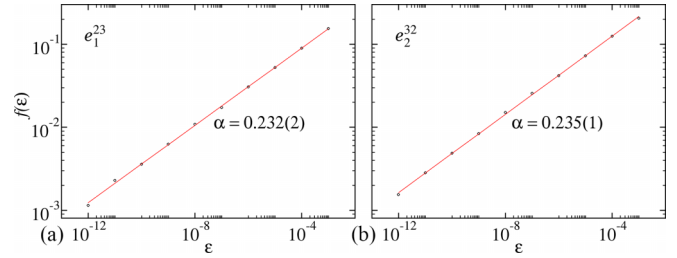 e₁²³ e₂³²
10⁻¹
f(ε)
α = 0.232(2) α = 0.235(1)
10⁻²
10⁻³
10⁻¹² 10⁻⁸ 10⁻⁴ 10⁻¹² 10⁻⁸ 10⁻⁴
(a) ε (b) ε